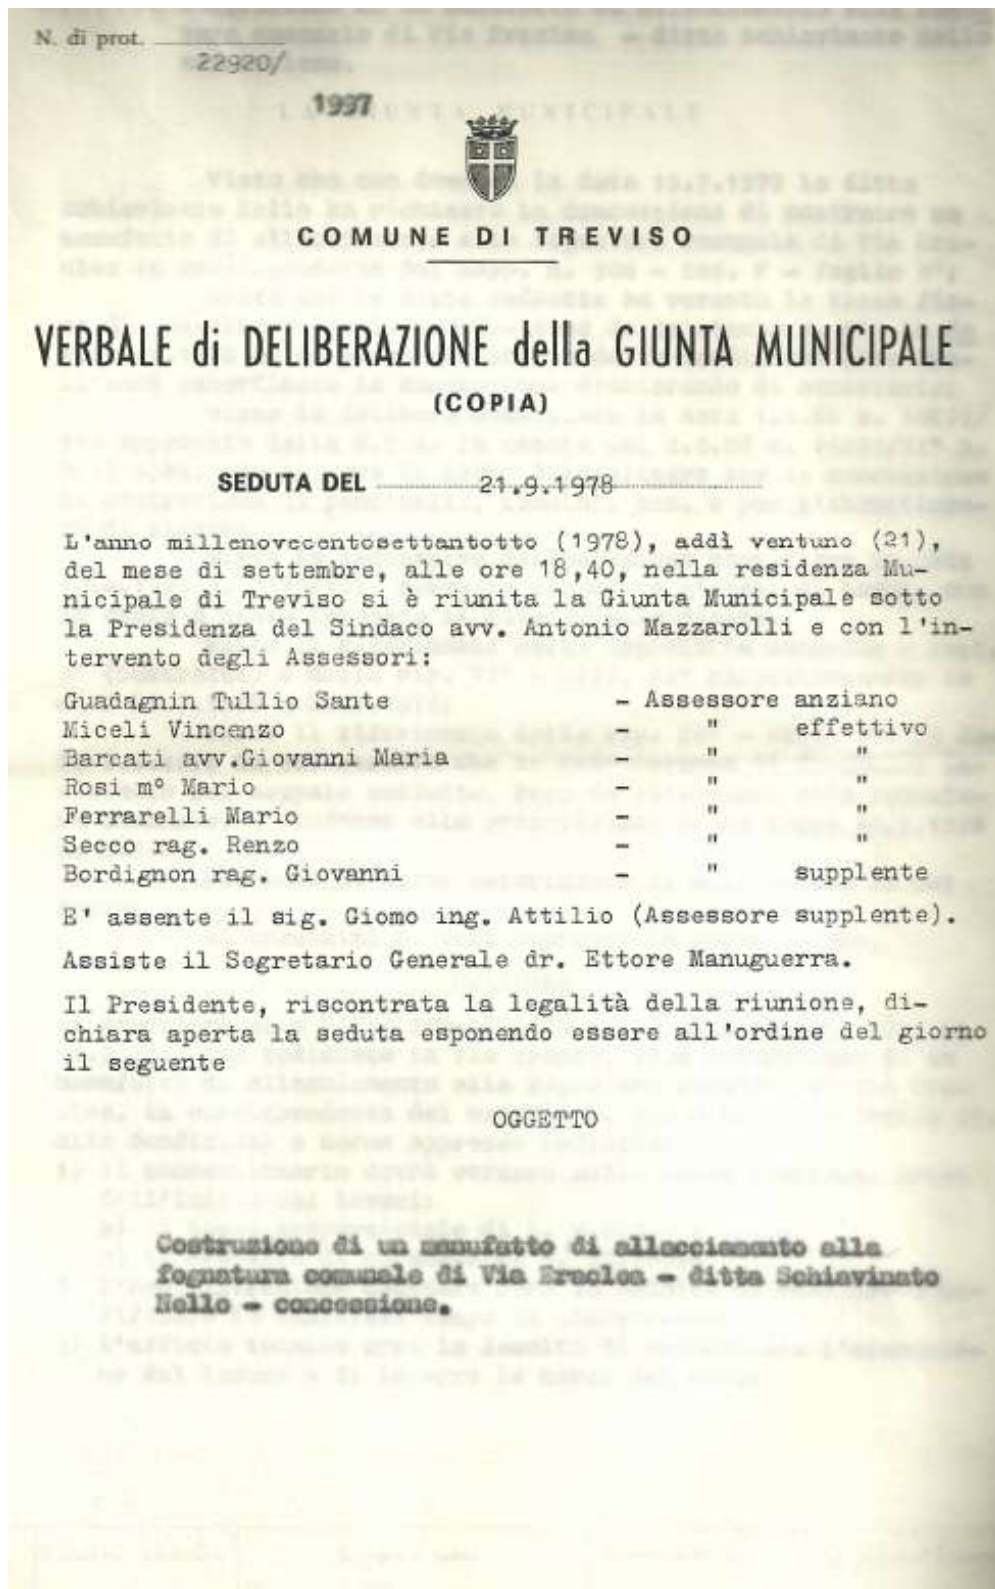 N. di prot.
22920/
1997
COMUNE DI TREVISO
VERBALE di DELIBERAZIONE della GIUNTA MUNICIPALE
(COPIA)
SEDUTA DEL 21.9.1978
L'anno millenovecentosettantotto (1978), addì ventuno (21),
del mese di settembre, alle ore 18,40, nella residenza Mu-
nicipale di Treviso si è riunita la Giunta Municipale sotto
la Presidenza del Sindaco avv. Antonio Mazzarolli e con l'in-
tervento degli Assessori:
Guadagnin Tullio Sante - Assessore anziano
Miceli Vincenzo - " effettivo
Barcati avv.Giovanni Maria - " "
Rosi m° Mario - " "
Ferrarelli Mario - " "
Secco rag. Renzo - " "
Bordignon rag. Giovanni - " supplente
E' assente il sig. Giomo ing. Attilio (Assessore supplente).
Assiste il Segretario Generale dr. Ettore Manuguerra.
Il Presidente, riscontrata la legalità della riunione, di-
chiara aperta la seduta esponendo essere all'ordine del giorno
il seguente
OGGETTO
Costruzione di un manufatto di allacciamento alla
fognatura comunale di Via Eraclea - ditta Schiavinato
Nello - concessione.